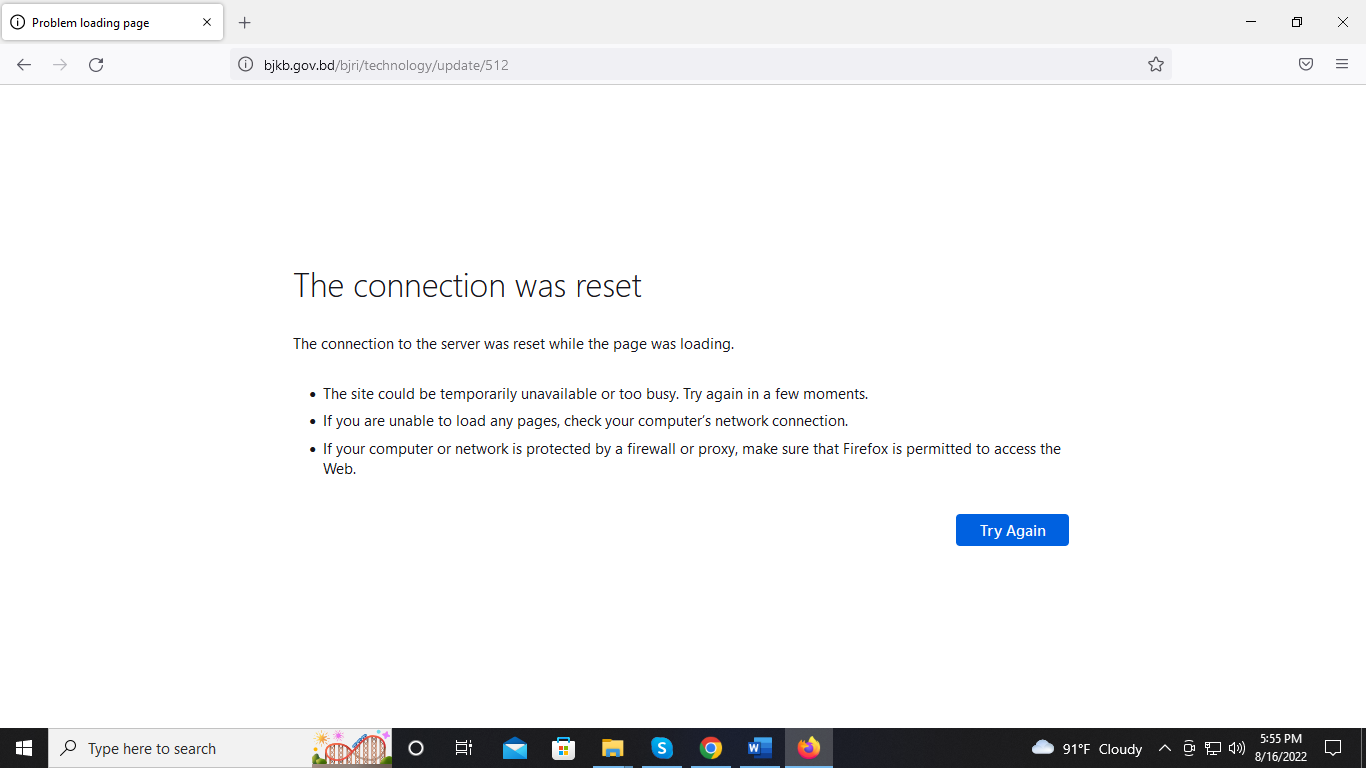 Problem loading page
bjkb.gov.bd/bjri/technology/update/512
The connection was reset
The connection to the server was reset while the page was loading.
• The site could be temporarily unavailable or too busy. Try again in a few moments.
• If you are unable to load any pages, check your computer’s network connection.
• If your computer or network is protected by a firewall or proxy, make sure that Firefox is permitted to access the
Web.
Try Again
Type here to search
91°F Cloudy
5:55 PM
8/16/2022